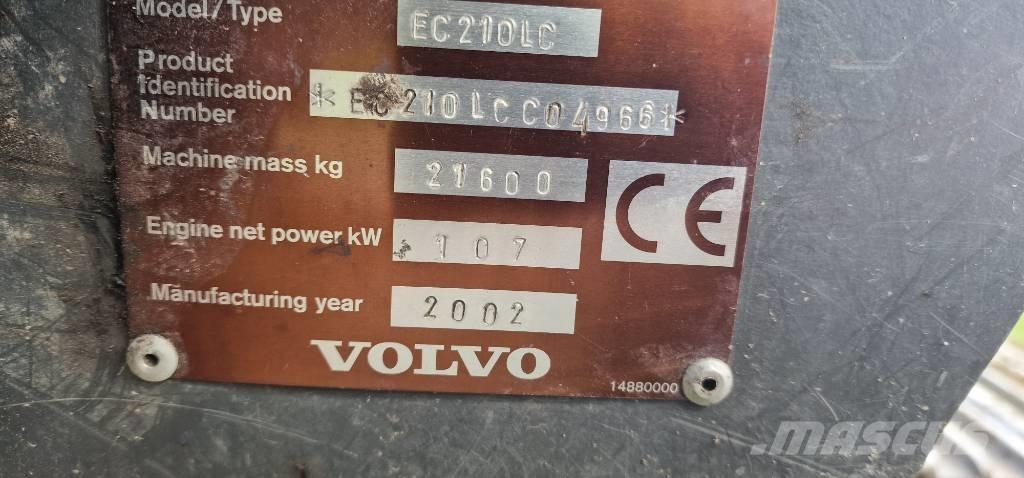 Model/Type EC210LC
Product
Identification
Number *EC210LCC04966*
Machine mass kg 21600
Engine net power kW 107
CE
Manufacturing year 2002
VOLVO
14880000
MASCUS